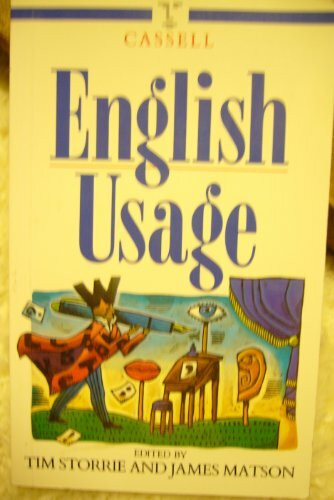 CASSELL
English
Usage
EDITED BY
TIM STORRIE AND JAMES MATSON